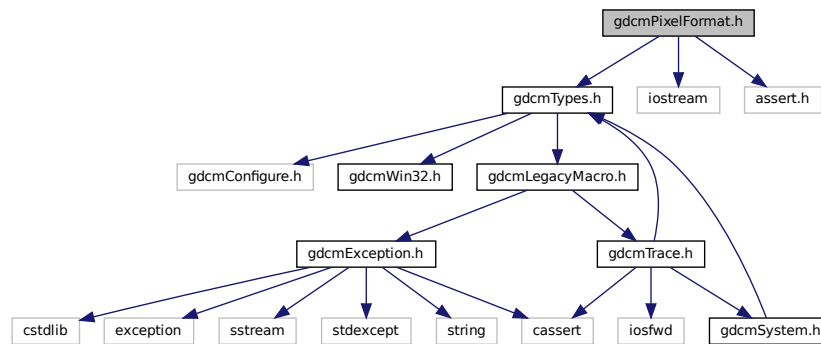 gdcmPixelFormat.h
gdcmTypes.h
iostream
assert.h
gdcmConfigure.h
gdcmWin32.h
gdcmLegacyMacro.h
gdcmException.h
gdcmTrace.h
cstdlib
exception
sstream
stdexcept
string
cassert
iosfwd
gdcmSystem.h